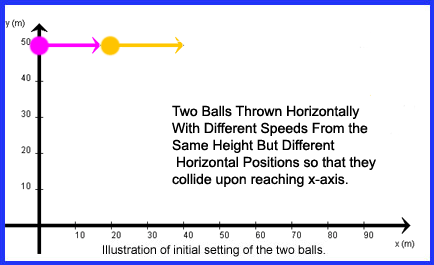 y (m)
50
40
30
20
10
Two Balls Thrown Horizontally
With Different Speeds From the
Same Height But Different
Horizontal Positions so that they
collide upon reaching x-axis.
10 20 30 40 50 60 70 80 90
x (m)
Illustration of initial setting of the two balls.